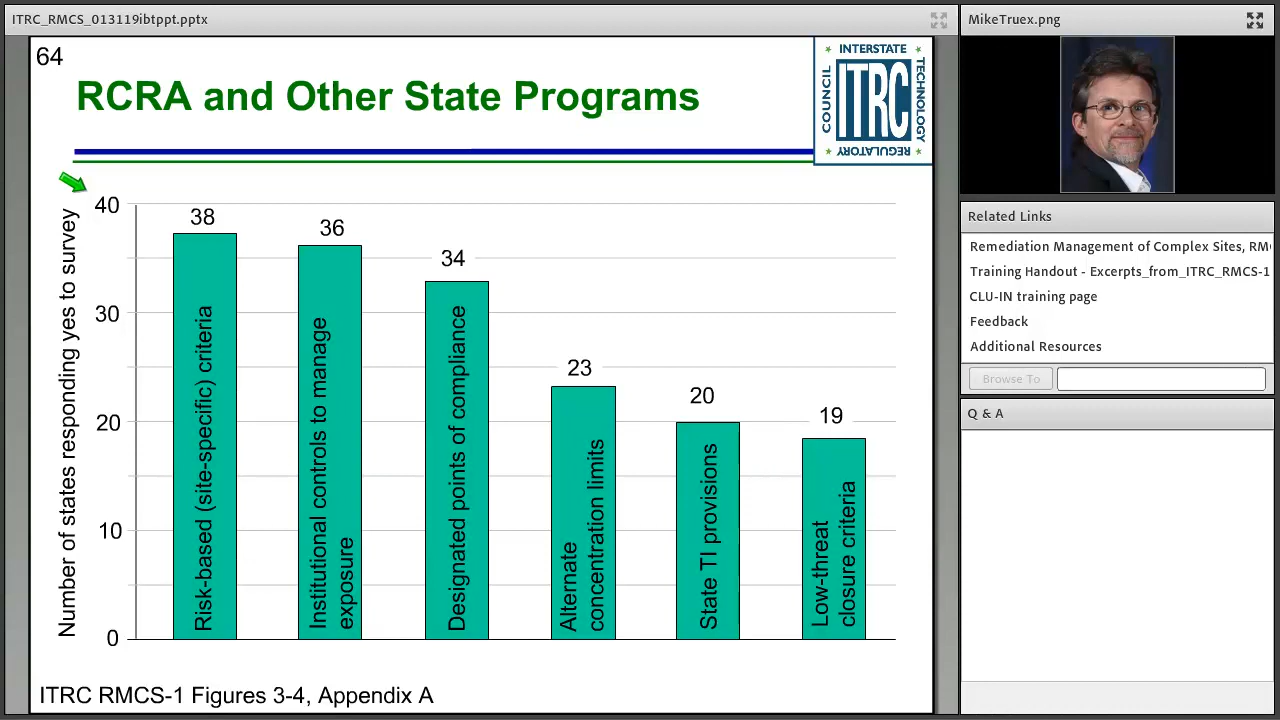 ITRC_RMCS_013119ibtppt.pptx
64
RCRA and Other State Programs
INTERSTATE
TECHNOLOGY
REGULATORY
COUNCIL
ITRC
Number of states responding yes to survey
40
30
20
10
0
38
Risk-based (site-specific) criteria
36
Institutional controls to manage
exposure
34
Designated points of compliance
23
Alternate
concentration limits
20
State TI provisions
19
Low-threat
closure criteria
ITRC RMCS-1 Figures 3-4, Appendix A
MikeTruex.png
Related Links
Remediation Management of Complex Sites, RM
Training Handout - Excerpts_from_ITRC_RMCS-1
CLU-IN training page
Feedback
Additional Resources
Browse To
Q & A